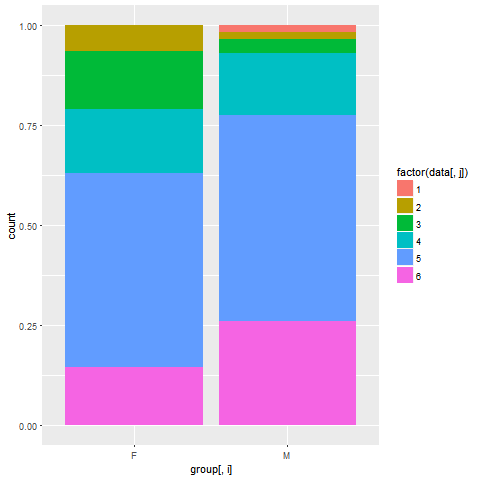 1.00
0.75
0.50
0.25
0.00
count
F M
group[, i]
factor(data[, j])
1
2
3
4
5
6